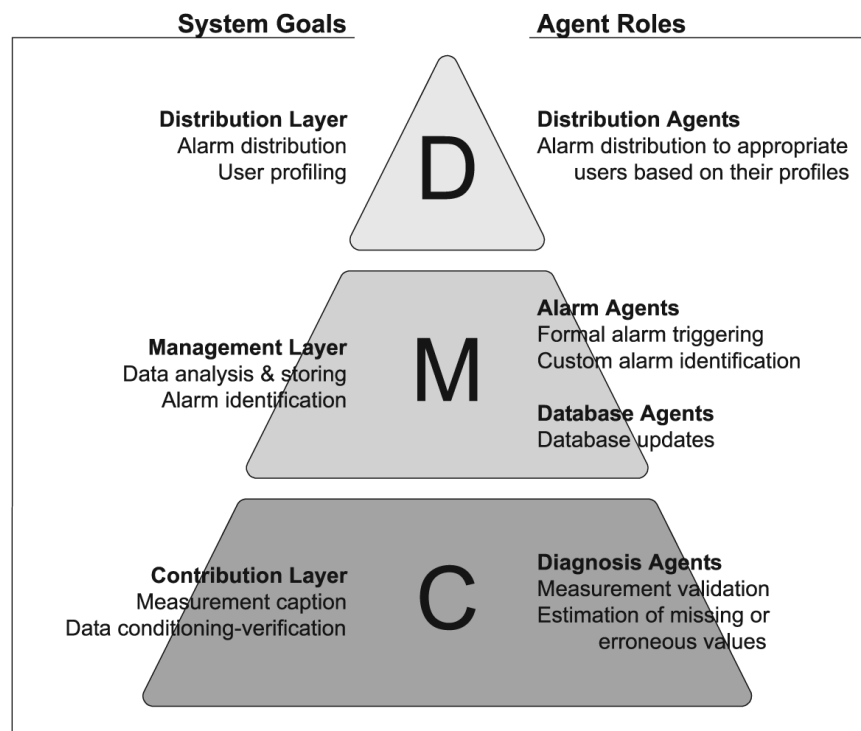 System Goals
Agent Roles
Distribution Layer
Alarm distribution
User profiling
D
Distribution Agents
Alarm distribution to appropriate
users based on their profiles
Management Layer
Data analysis & storing
Alarm identification
M
Alarm Agents
Formal alarm triggering
Custom alarm identification
Database Agents
Database updates
Contribution Layer
Measurement caption
Data conditioning-verification
C
Diagnosis Agents
Measurement validation
Estimation of missing or
erroneous values